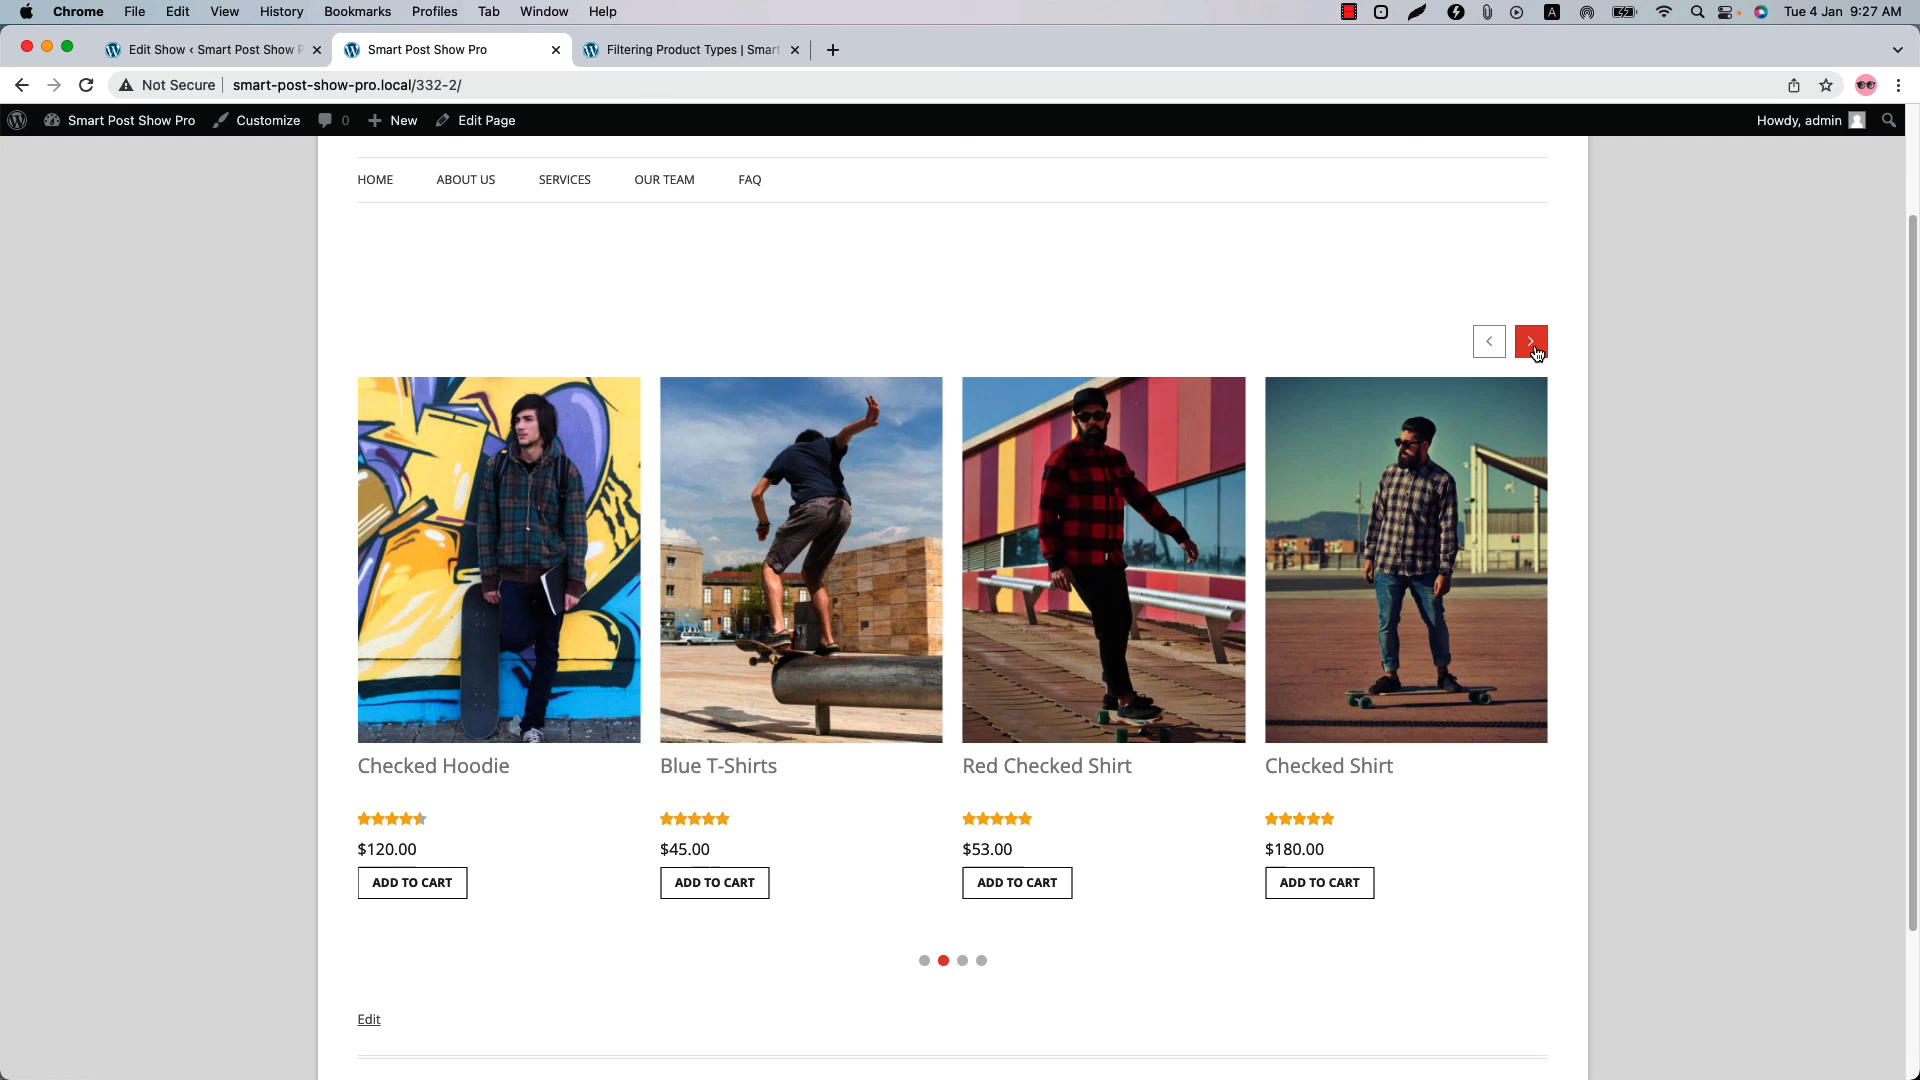 Chrome File Edit View History Bookmarks Profiles Tab Window Help A Tue 4 Jan 9:27 AM
Edit Show ‹ Smart Post Show P Smart Post Show Pro Filtering Product Types | Smart
Not Secure smart-post-show-pro.local/332-2/
Smart Post Show Pro Customize 0 New Edit Page Howdy, admin
HOME ABOUT US SERVICES OUR TEAM FAQ
Checked Hoodie Blue T-Shirts Red Checked Shirt Checked Shirt
$120.00 $45.00 $53.00 $180.00
ADD TO CART ADD TO CART ADD TO CART ADD TO CART
Edit